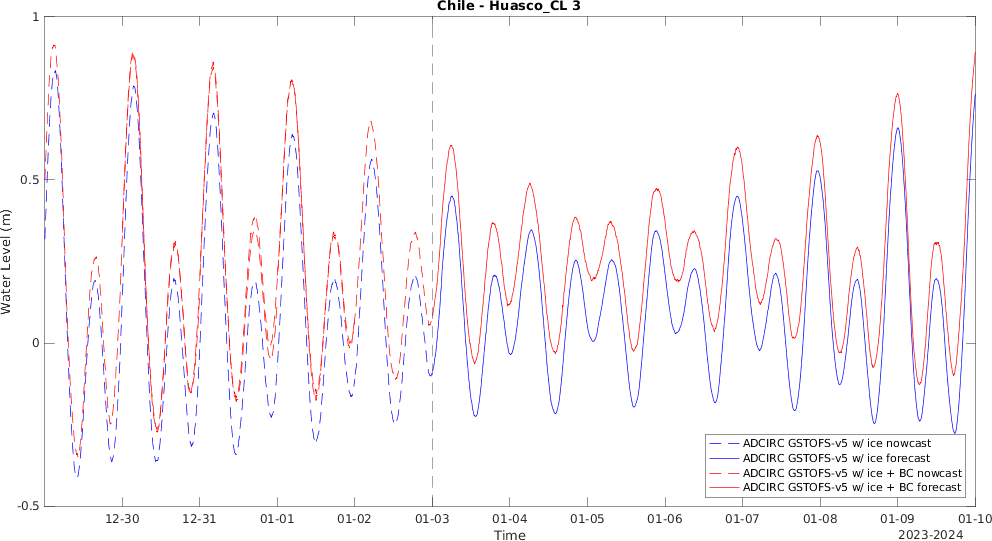 Chile - Huasco_CL 3
1
0.5
0
-0.5
Water Level (m)
12-30
12-31
01-01
01-02
01-03
01-04
01-05
01-06
01-07
01-08
01-09
01-10
Time
2023-2024
ADCIRC GSTOFS-v5 w/ ice nowcast
ADCIRC GSTOFS-v5 w/ ice forecast
ADCIRC GSTOFS-v5 w/ ice + BC nowcast
ADCIRC GSTOFS-v5 w/ ice + BC forecast